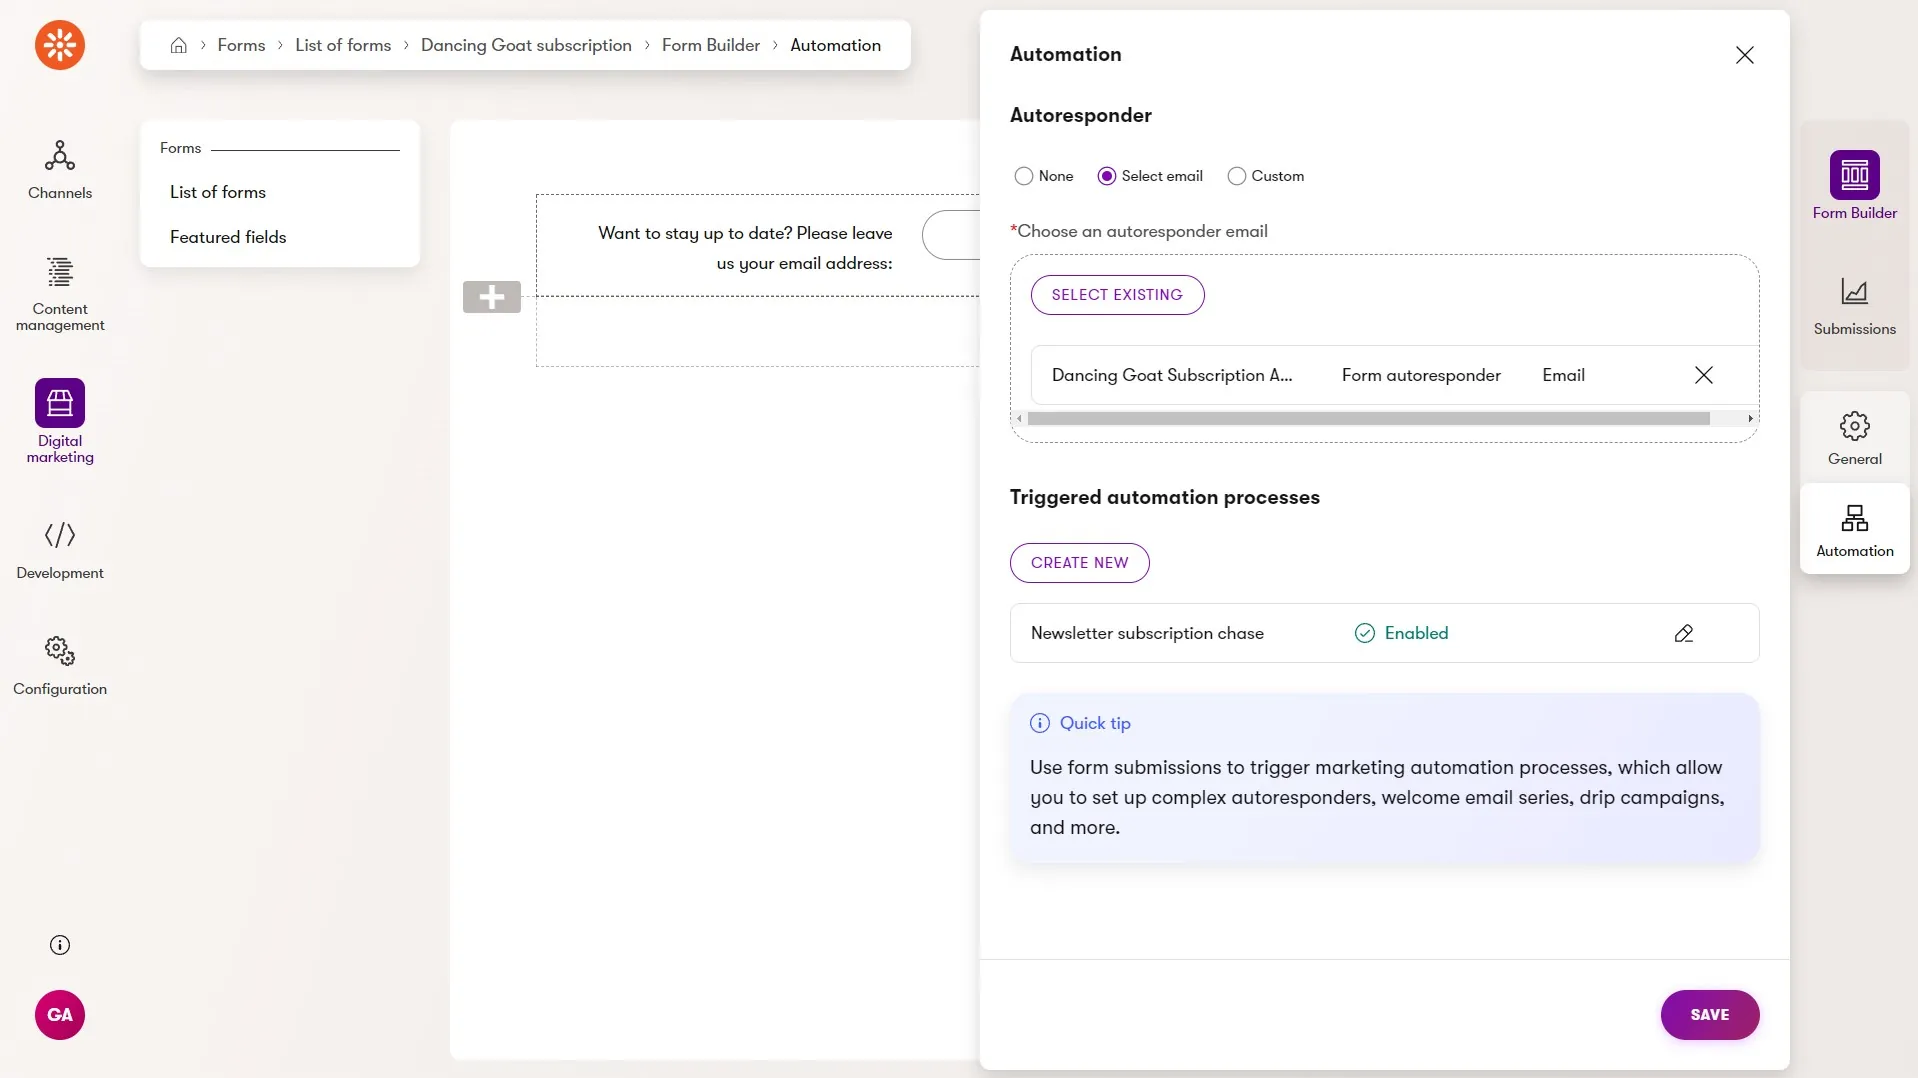 Forms
List of forms
Dancing Goat subscription
Form Builder
Automation
Channels
Content
management
Digital
marketing
Development
Configuration
GA
Forms
List of forms
Featured fields
Want to stay up to date? Please leave
us your email address:
Automation
Autoresponder
None
Select email
Custom
*Choose an autoresponder email
SELECT EXISTING
Dancing Goat Subscription A...
Form autoresponder
Email
Triggered automation processes
CREATE NEW
Newsletter subscription chase
Enabled
Quick tip
Use form submissions to trigger marketing automation processes, which allow
you to set up complex autoresponders, welcome email series, drip campaigns,
and more.
SAVE
Form Builder
Submissions
General
Automation